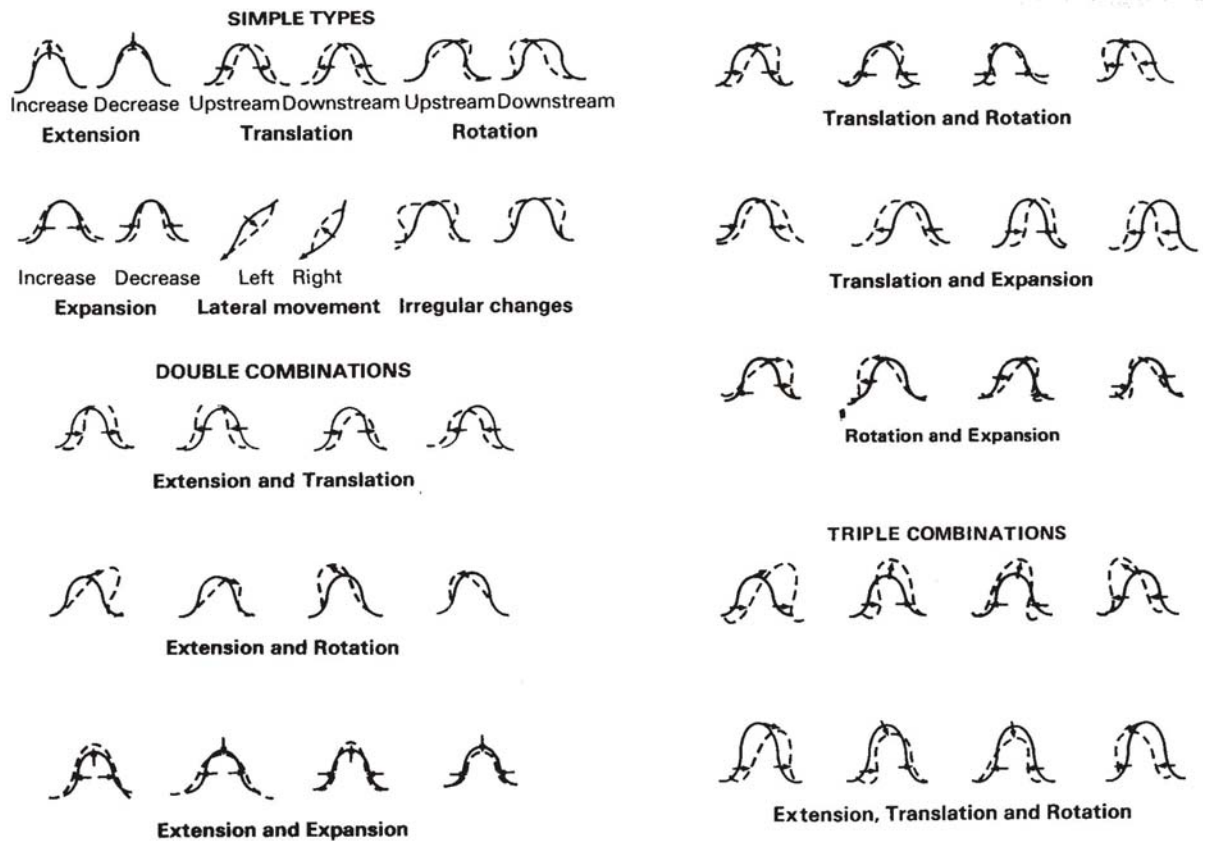 SIMPLE TYPES
Increase Decrease Upstream Downstream Upstream Downstream
Extension Translation Rotation
Increase Decrease Left Right
Expansion Lateral movement Irregular changes
DOUBLE COMBINATIONS
Extension and Translation
Extension and Rotation
Extension and Expansion
Translation and Rotation
Translation and Expansion
Rotation and Expansion
TRIPLE COMBINATIONS
Extension, Translation and Rotation